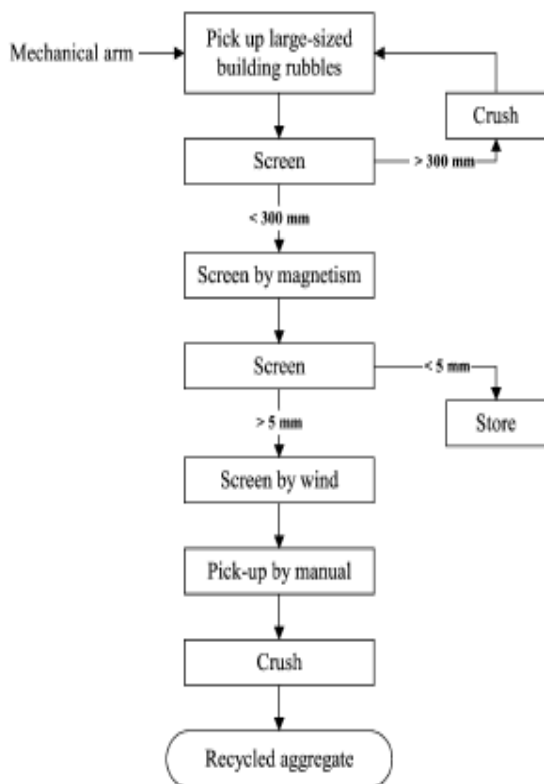 Pick up large-sized
building rubbles
Mechanical arm
Crush
Screen
> 300 mm
< 300 mm
Screen by magnetism
Screen
< 5 mm
> 5 mm
Store
Screen by wind
Pick-up by manual
Crush
Recycled aggregate